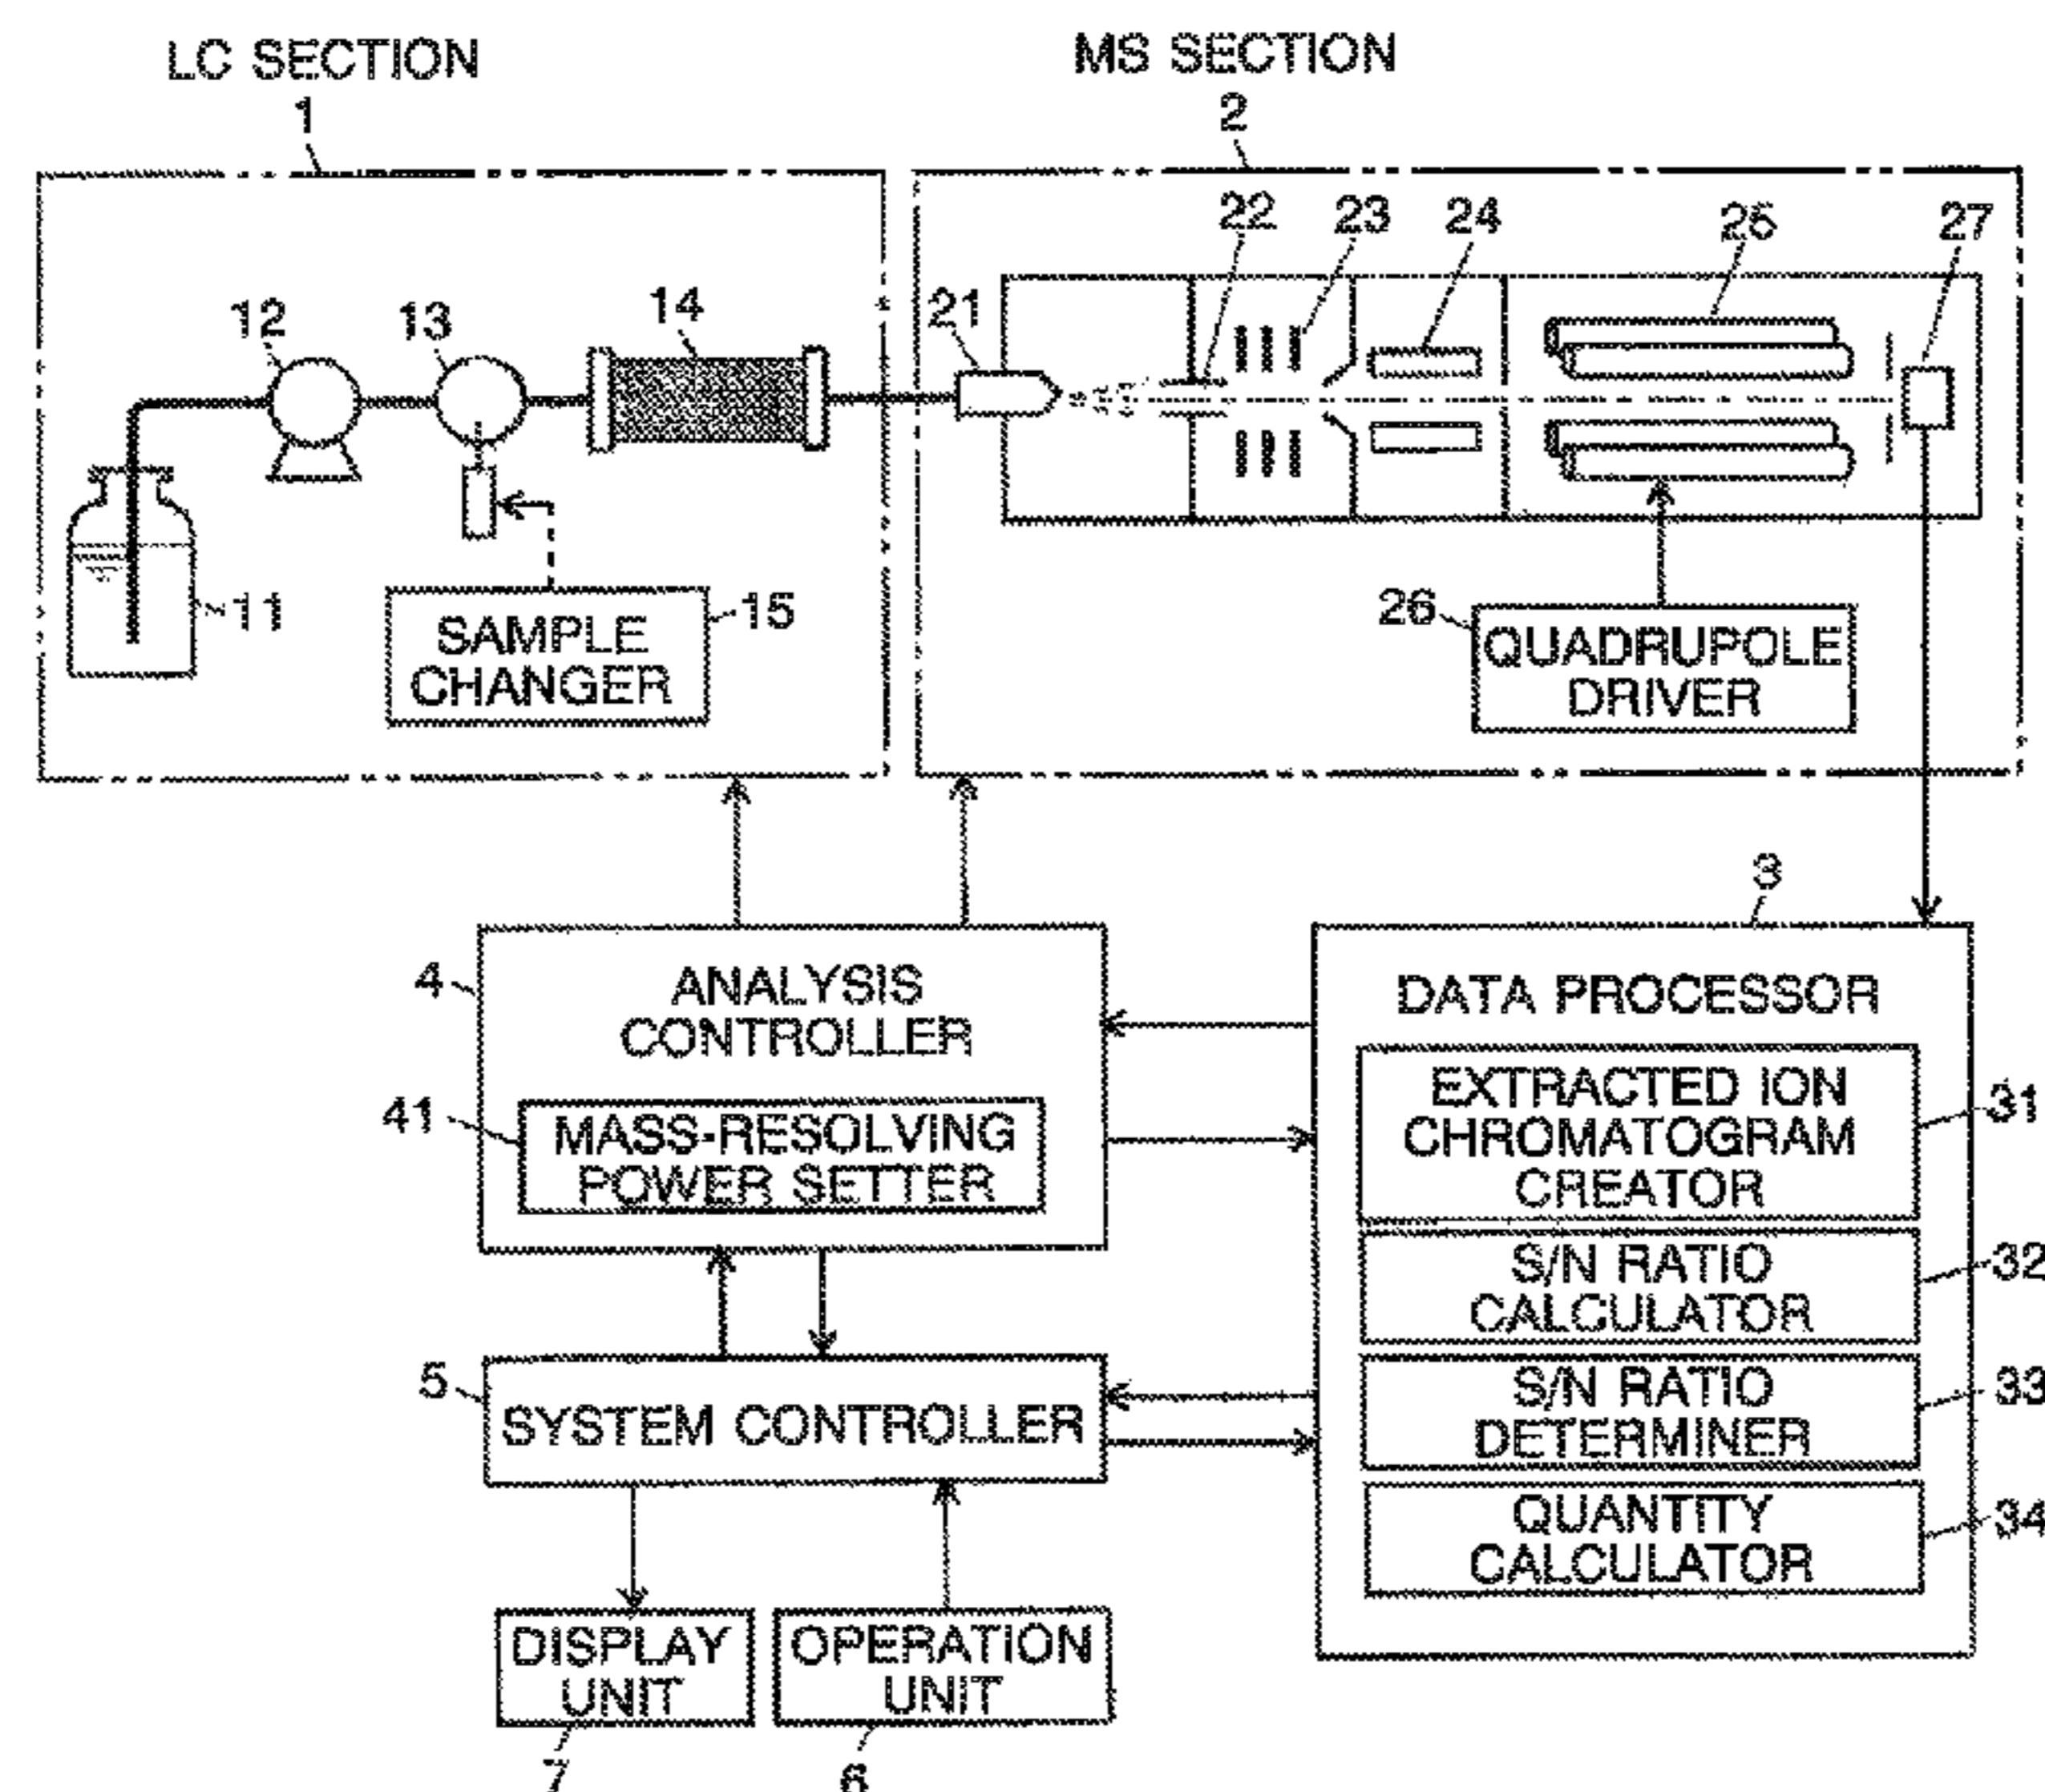 LC SECTION
1
MS SECTION
2
22
23
24
25
27
12
13
14
21
11
SAMPLE
CHANGER
15
26
QUADRUPOLE
DRIVER
3
4
ANALYSIS
CONTROLLER
DATA PROCESSOR
41
MASS-RESOLVING
POWER SETTER
EXTRACTED ION
CHROMATOGRAM
CREATOR
31
S/N RATIO
CALCULATOR
32
5
SYSTEM CONTROLLER
S/N RATIO
DETERMINER
33
QUANTITY
CALCULATOR
34
DISPLAY
UNIT
OPERATION
UNIT
7
6